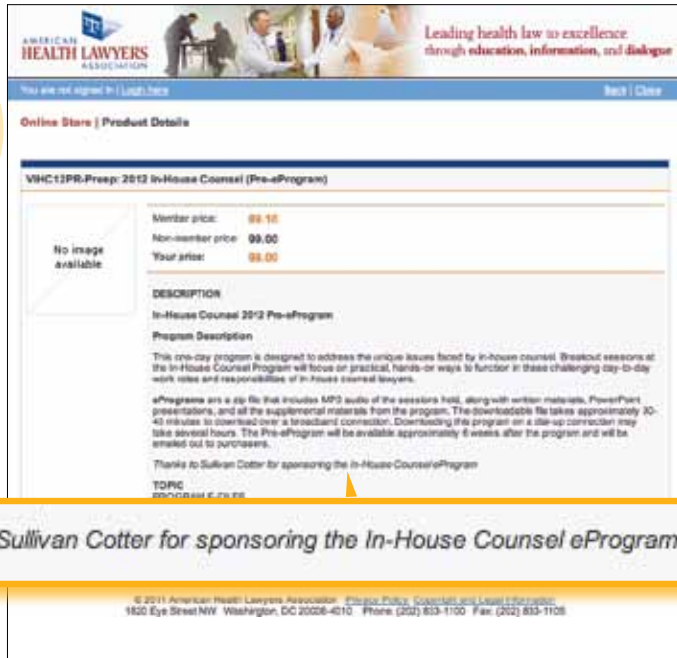 AMERICAN
HEALTH LAWYERS
ASSOCIATION
Leading health law to excellence
through education, information, and dialogue
You are not signed in | Login here
Back | Close
Online Store | Product Details
VIHC12PR-Preep: 2012 In-House Counsel (Pre-eProgram)
No image
available
Member price:
Non-member price 99.00
Your price: 99.00
DESCRIPTION
In-House Counsel 2012 Pre-eProgram
Program Description
This one-day program is designed to address the unique issues faced by in-house counsel. Breakout sessions at
the In-House Counsel Program will focus on practical, hands-on ways to function in these challenging day-to-day
work roles and responsibilities of in-house counsel lawyers.
ePrograms are a zip file that includes MP3 audio of the sessions held, along with written materials, PowerPoint
presentations, and all the supplemental materials from the program. The downloadable file takes approximately 30-
40 minutes to download over a broadband connection. Downloading this program on a dial-up connection may
take several hours. The Pre-eProgram will be available approximately 6 weeks after the program and will be
emailed out to purchasers.
Thanks to Sullivan Cotter for sponsoring the In-House Counsel eProgram
TOPIC
PROGRAM E-FILES
Sullivan Cotter for sponsoring the In-House Counsel eProgram
© 2011 American Health Lawyers Association Privacy Policy, Copyright and Legal Information
1620 Eye Street NW Washington, DC 20006-4010 Phone: (202) 833-1100 Fax: (202) 833-1105